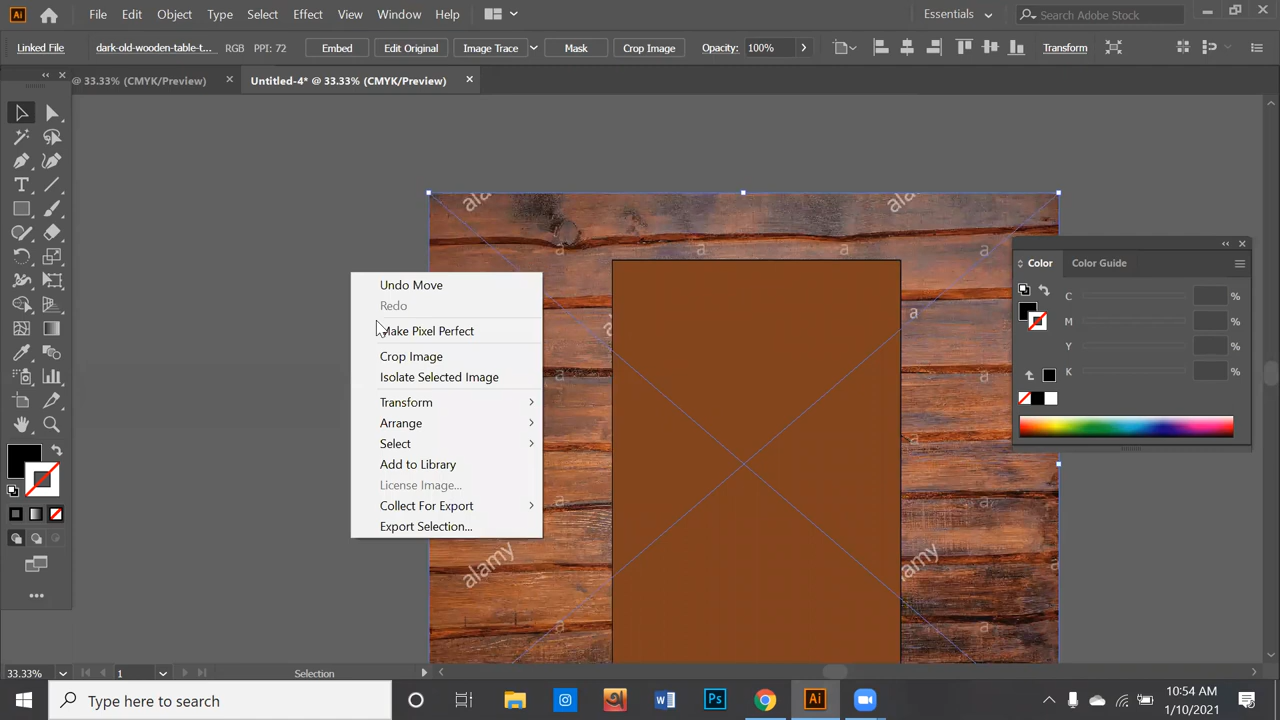 Ai File Edit Object Type Select Effect View Window Help Essentials Search Adobe Stock
Linked File dark-old-wooden-table-t... RGB PPI: 72 Embed Edit Original Image Trace Mask Crop Image Opacity: 100% Transform
@ 33.33% (CMYK/Preview) Untitled-4* @ 33.33% (CMYK/Preview)
Undo Move
Redo
Make Pixel Perfect
Crop Image
Isolate Selected Image
Transform
Arrange
Select
Add to Library
License Image...
Collect For Export
Export Selection...
Color Color Guide
C %
M %
Y %
K %
a a a
a
a a
a
a a
a
a
a a
alamy alamy
33.33% 1 Selection
Type here to search
W Ps Ai
10:54 AM
1/10/2021